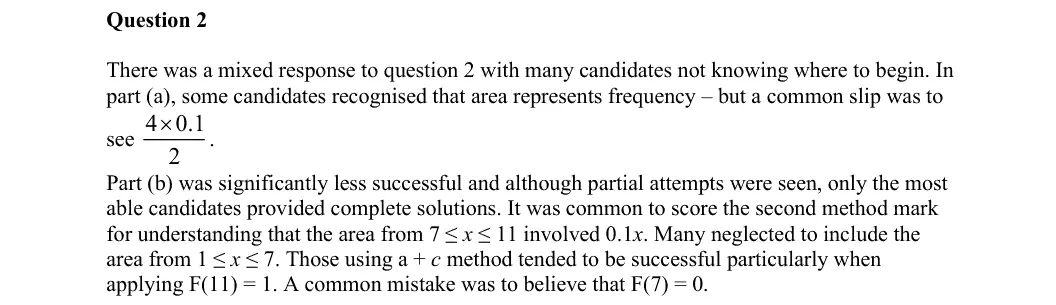 Question 2
There was a mixed response to question 2 with many candidates not knowing where to begin. In
part (a), some candidates recognised that area represents frequency – but a common slip was to
see 4×0.1/2.
Part (b) was significantly less successful and although partial attempts were seen, only the most
able candidates provided complete solutions. It was common to score the second method mark
for understanding that the area from 7 ≤ x ≤ 11 involved 0.1x. Many neglected to include the
area from 1 ≤ x ≤ 7. Those using a + c method tended to be successful particularly when
applying F(11) = 1. A common mistake was to believe that F(7) = 0.